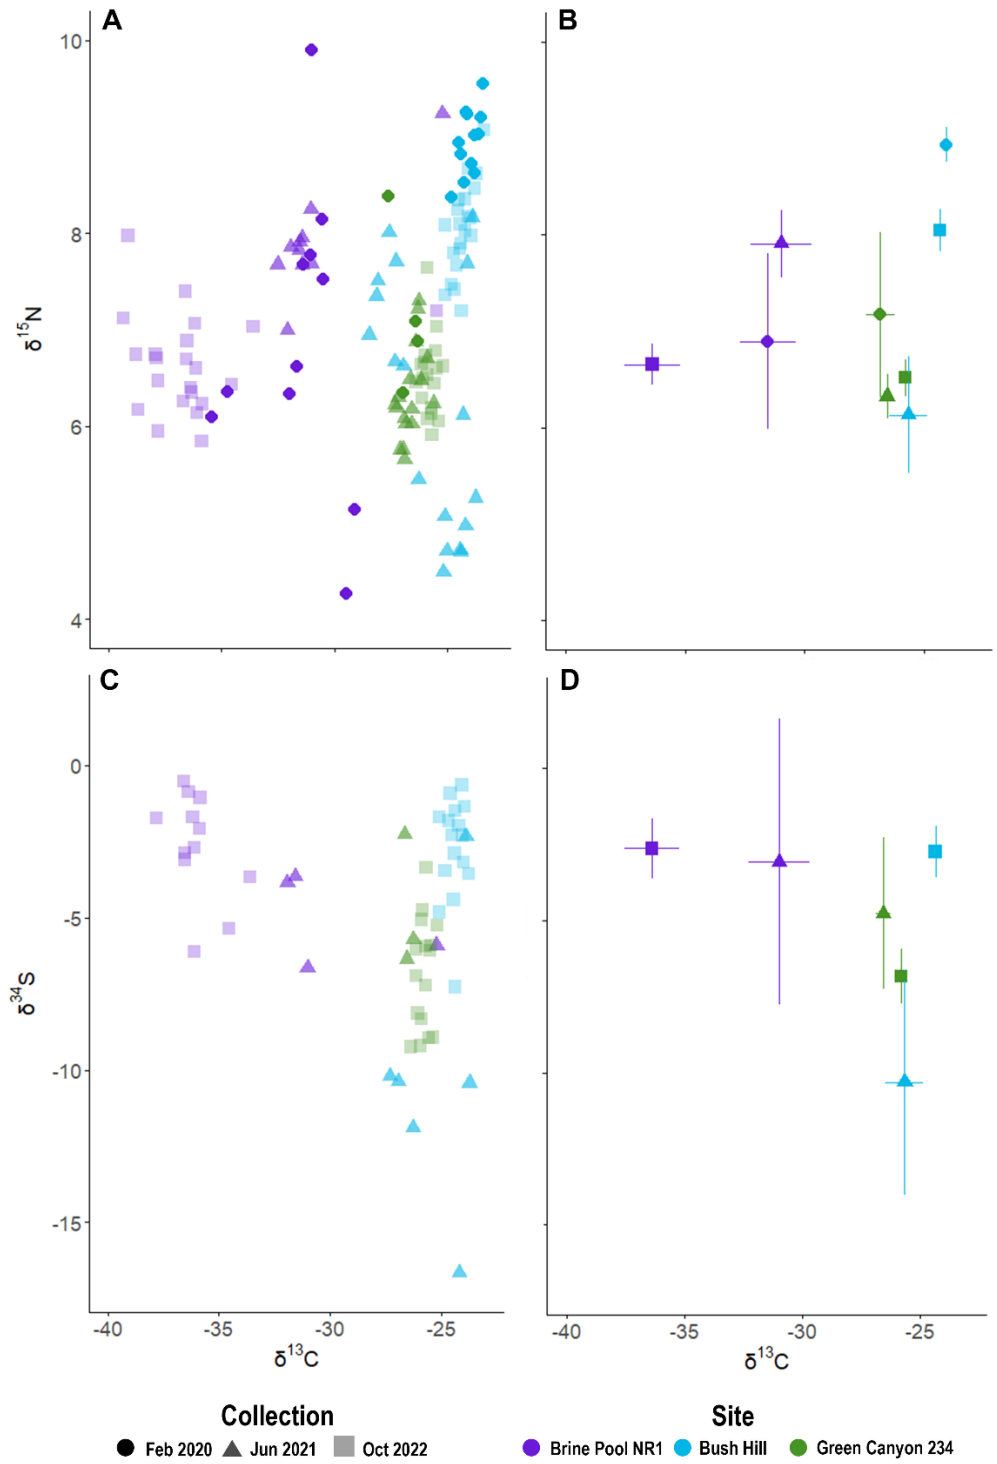 A
B
10
8
6
4
δ¹⁵N
C
D
0
-5
-10
-15
δ³⁴S
-40
-35
-30
-25
-40
-35
-30
-25
δ¹³C
δ¹³C
Collection
Site
Feb 2020
Jun 2021
Oct 2022
Brine Pool NR1
Bush Hill
Green Canyon 234